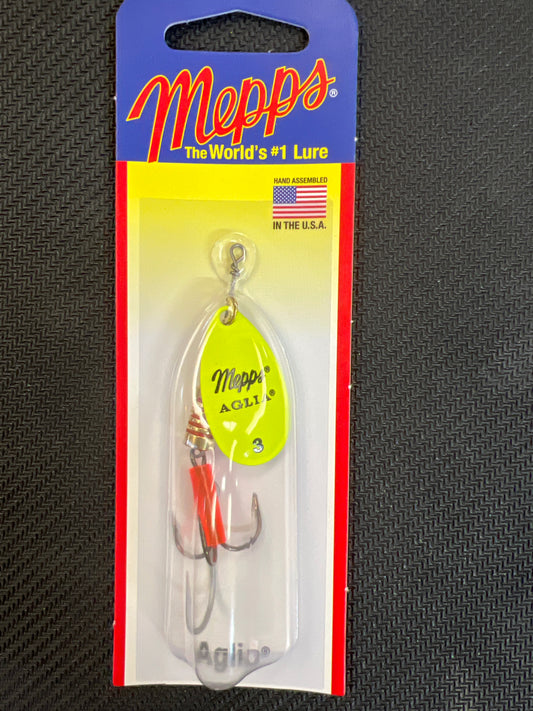 Mepps®
The World's #1 Lure
HAND ASSEMBLED
IN THE U.S.A.
Mepps®
AGLIA®
3
Aglia®